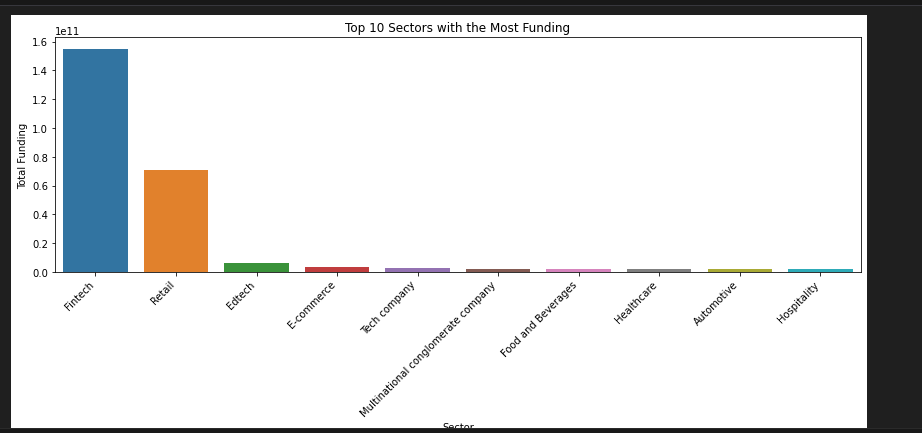 Top 10 Sectors with the Most Funding
1e11
1.6
1.4
1.2
1.0
0.8
0.6
0.4
0.2
0.0
Total Funding
Fintech
Retail
Edtech
E-commerce
Tech company
Multinational conglomerate company
Food and Beverages
Healthcare
Automotive
Hospitality
Sector